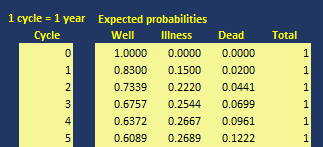 1 cycle = 1 year Expected probabilities
Cycle Well Illness Dead Total
0 1.0000 0.0000 0.0000 1
1 0.8300 0.1500 0.0200 1
2 0.7339 0.2220 0.0441 1
3 0.6757 0.2544 0.0699 1
4 0.6372 0.2667 0.0961 1
5 0.6089 0.2689 0.1222 1